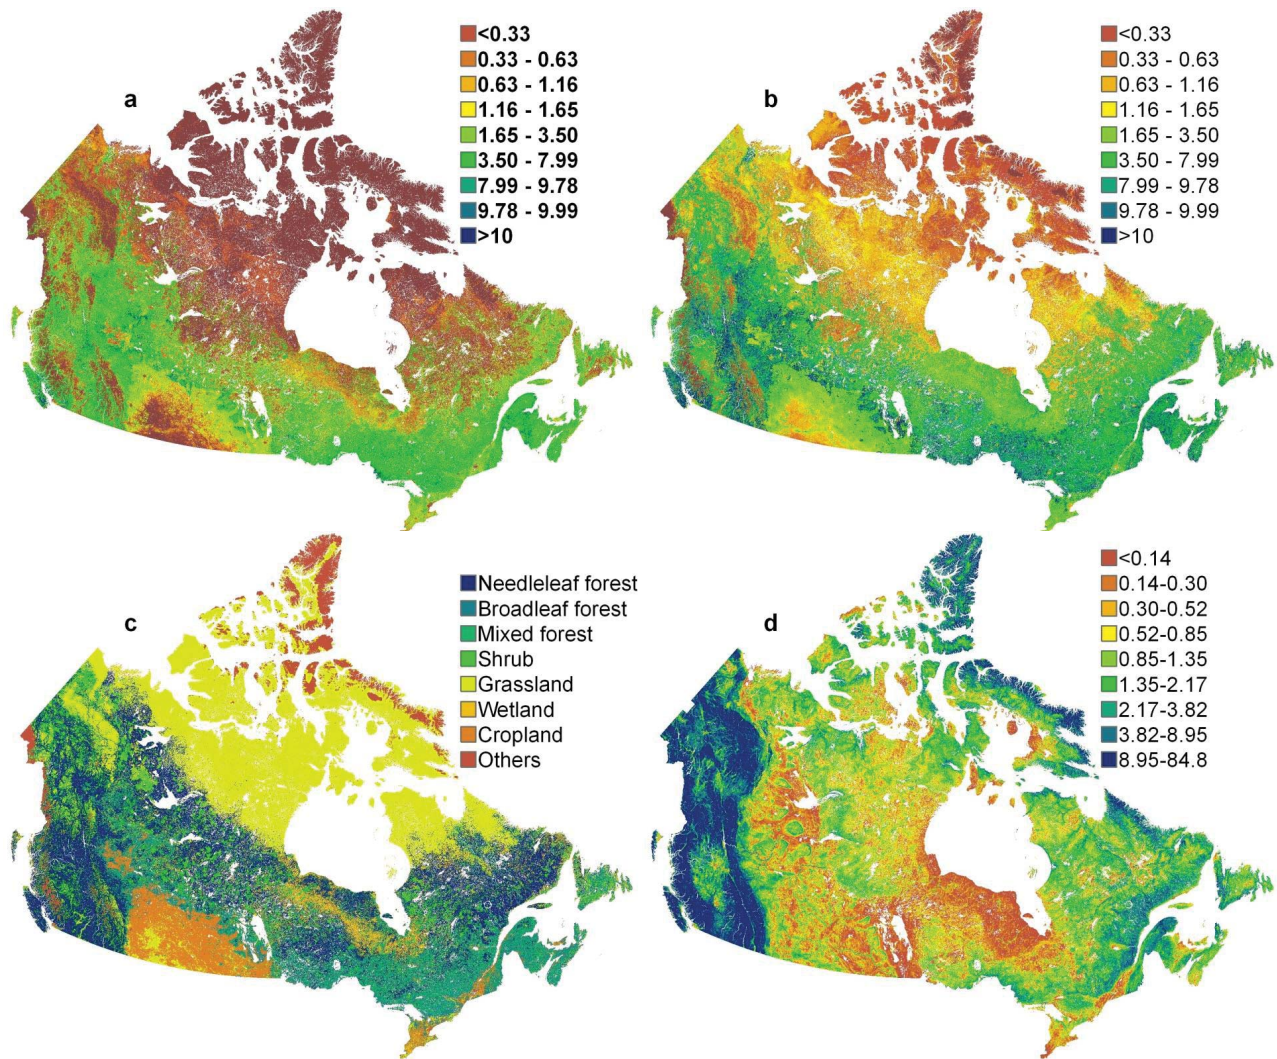 a
<0.33
0.33 - 0.63
0.63 - 1.16
1.16 - 1.65
1.65 - 3.50
3.50 - 7.99
7.99 - 9.78
9.78 - 9.99
>10
b
<0.33
0.33 - 0.63
0.63 - 1.16
1.16 - 1.65
1.65 - 3.50
3.50 - 7.99
7.99 - 9.78
9.78 - 9.99
>10
c
Needleleaf forest
Broadleaf forest
Mixed forest
Shrub
Grassland
Wetland
Cropland
Others
d
<0.14
0.14-0.30
0.30-0.52
0.52-0.85
0.85-1.35
1.35-2.17
2.17-3.82
3.82-8.95
8.95-84.8